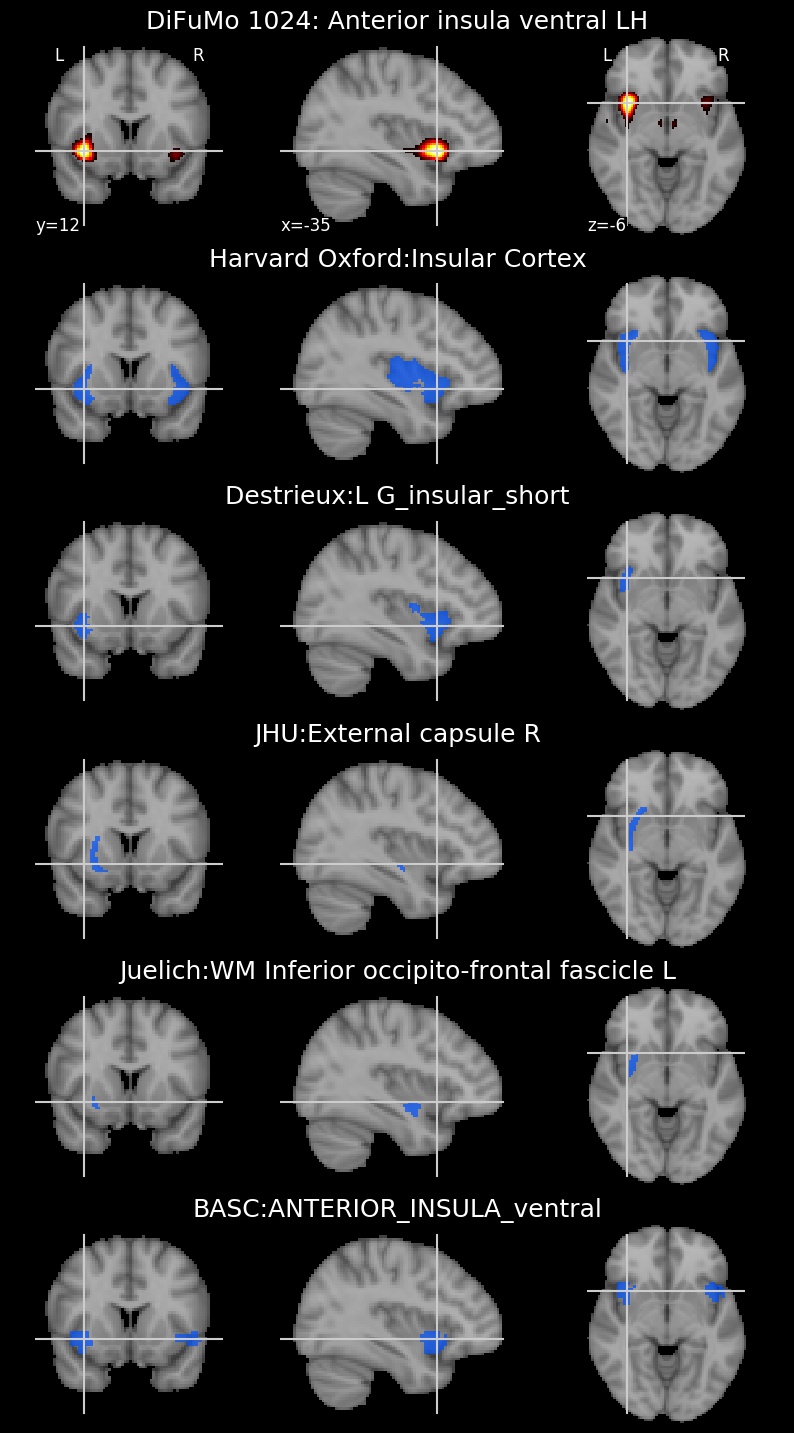 DiFuMo 1024: Anterior insula ventral LH
L R L R
y=12 x=-35 z=-6
Harvard Oxford:Insular Cortex
Destrieux:L G_insular_short
JHU:External capsule R
Juelich:WM Inferior occipito-frontal fascicle L
BASC:ANTERIOR_INSULA_ventral